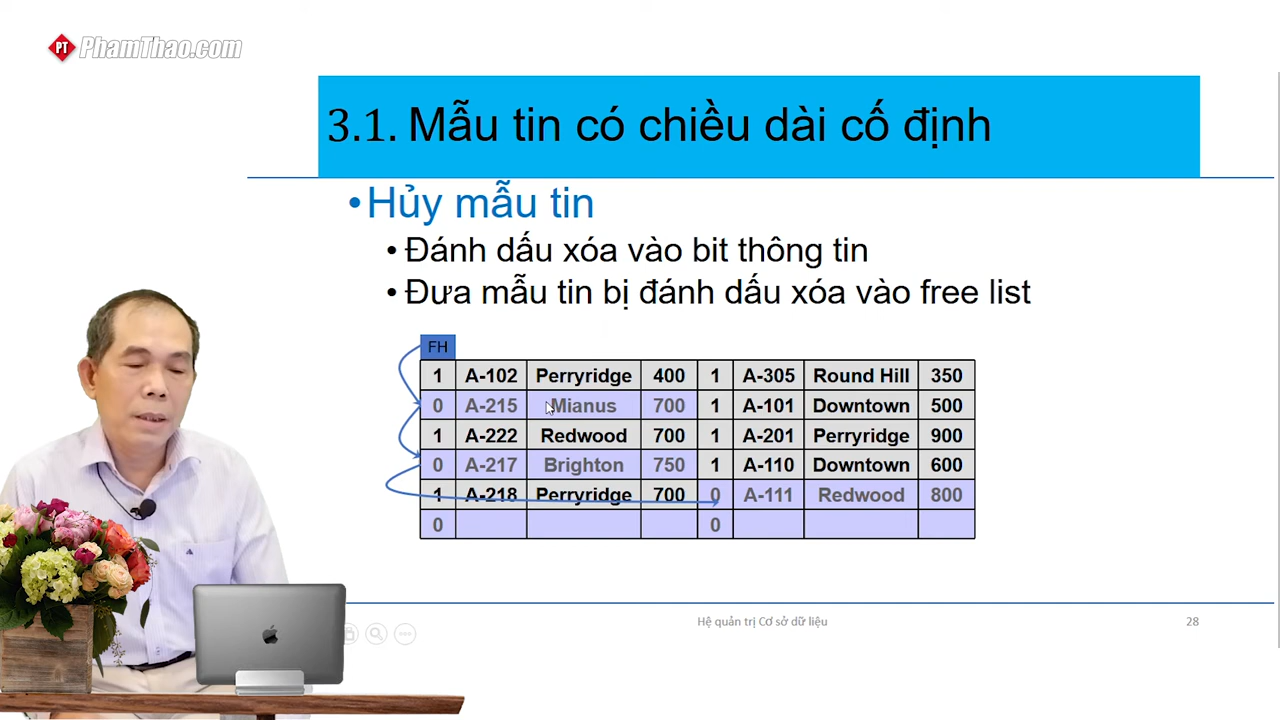 PT PhamThao.com
3.1. Mẫu tin có chiều dài cố định
•Hủy mẫu tin
• Đánh dấu xóa vào bit thông tin
• Đưa mẫu tin bị đánh dấu xóa vào free list
FH
1 A-102 Perryridge 400 1 A-305 Round Hill 350
0 A-215 Mianus 700 1 A-101 Downtown 500
1 A-222 Redwood 700 1 A-201 Perryridge 900
0 A-217 Brighton 750 1 A-110 Downtown 600
1 A-218 Perryridge 700 0 A-111 Redwood 800
0 0
Hệ quản trị Cơ sở dữ liệu 28